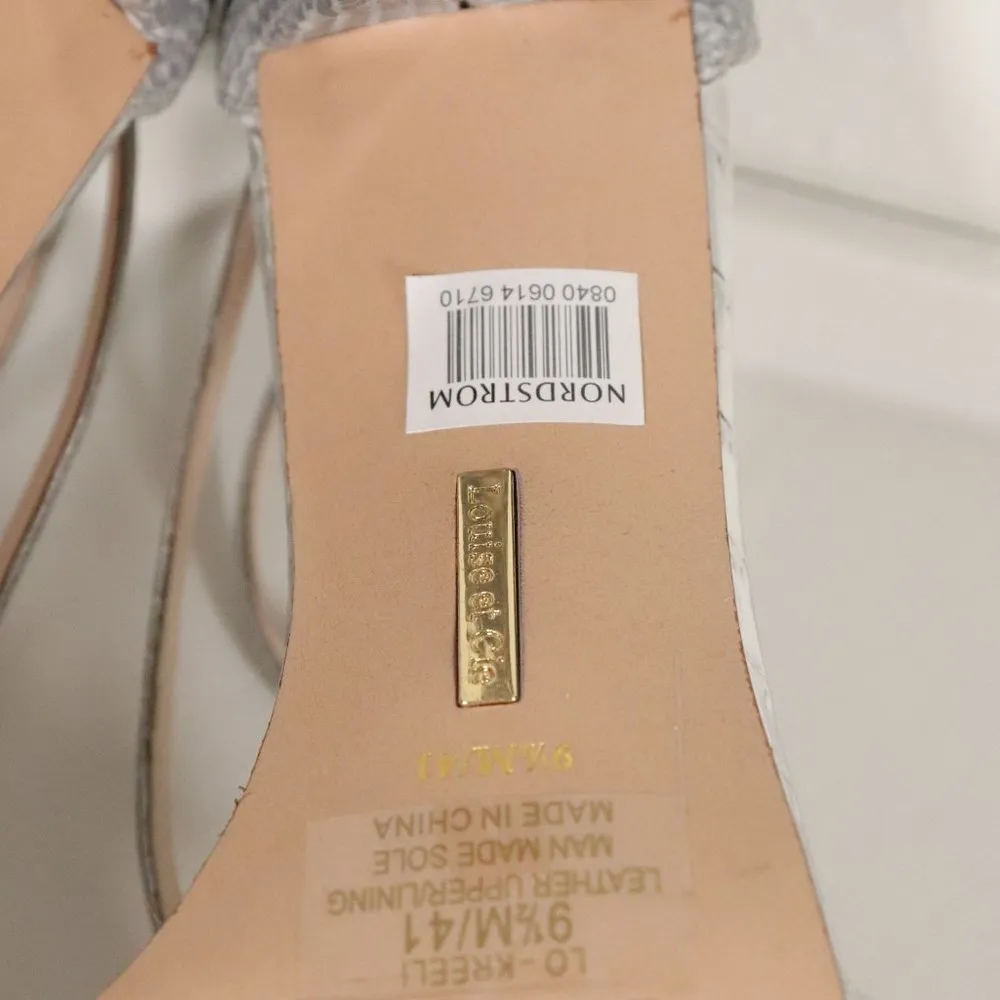 LO - KREELI
9½M/41
LEATHER UPPER/LINING
MAN MADE SOLE
MADE IN CHINA
9½M/41
Louise et Cie
NORDSTROM
0840 0614 6710